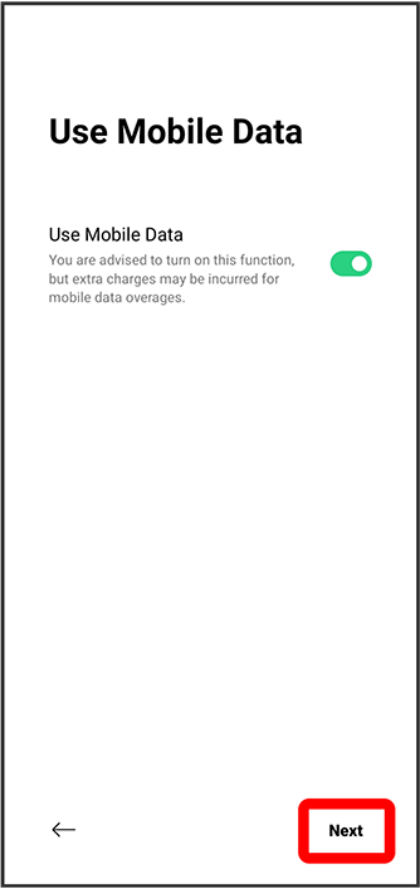 Use Mobile Data
Use Mobile Data
You are advised to turn on this function,
but extra charges may be incurred for
mobile data overages.
Next